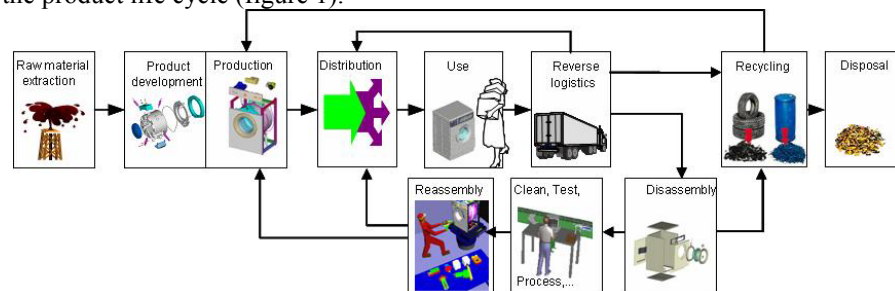 the product life cycle (figure 1).
Raw material
extraction
Product
development
Production
Distribution
Use
Reverse
logistics
Recycling
Disposal
Reassembly
Clean, Test,
Process,...
Disassembly